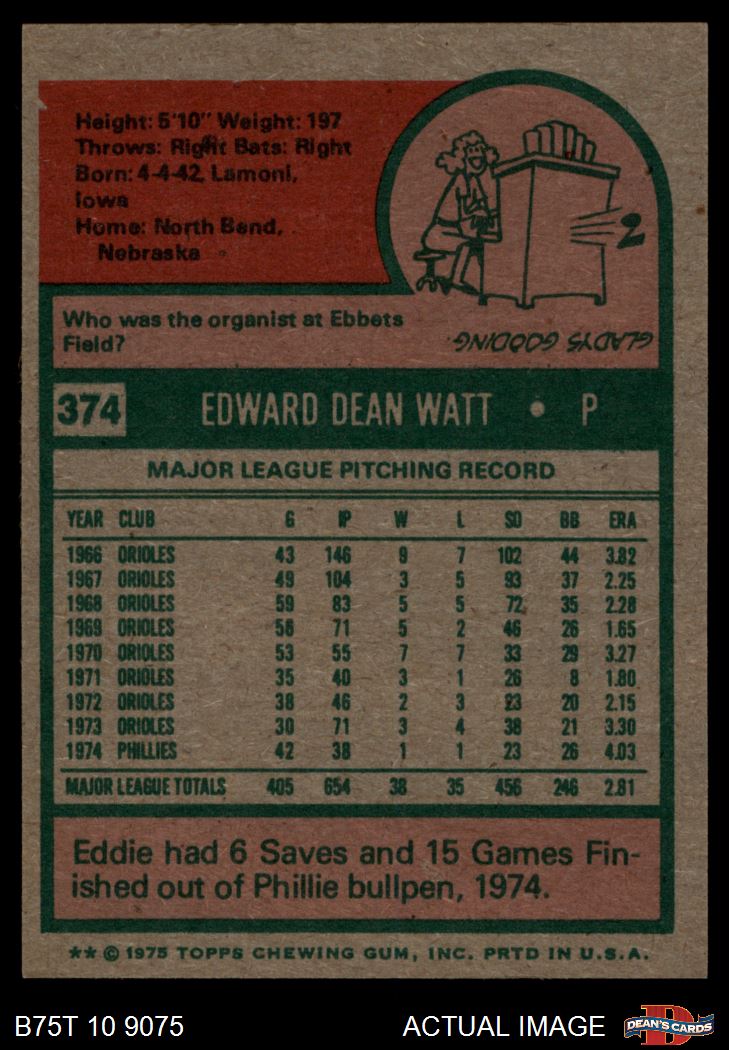 Height: 5'10" Weight: 197
Throws: Right Bats: Right
Born: 4-4-42, Lamoni,
Iowa
Home: North Bend,
Nebraska
2
Who was the organist at Ebbets
Field?
GLADYS GOODING.
374 EDWARD DEAN WATT • P
MAJOR LEAGUE PITCHING RECORD
YEAR CLUB G IP W L SO BB ERA
1966 ORIOLES 43 146 9 7 102 44 3.82
1967 ORIOLES 49 104 3 5 93 37 2.25
1968 ORIOLES 59 83 5 5 72 35 2.28
1969 ORIOLES 56 71 5 2 46 26 1.65
1970 ORIOLES 53 55 7 7 33 29 3.27
1971 ORIOLES 35 40 3 1 26 8 1.80
1972 ORIOLES 38 46 2 3 23 20 2.15
1973 ORIOLES 30 71 3 4 38 21 3.30
1974 PHILLIES 42 38 1 1 23 26 4.03
MAJOR LEAGUE TOTALS 405 654 38 35 456 246 2.81
Eddie had 6 Saves and 15 Games Fin-
ished out of Phillie bullpen, 1974.
** © 1975 TOPPS CHEWING GUM, INC. PRTD IN U.S.A.
B75T 10 9075 ACTUAL IMAGE D DEAN'S CARDS